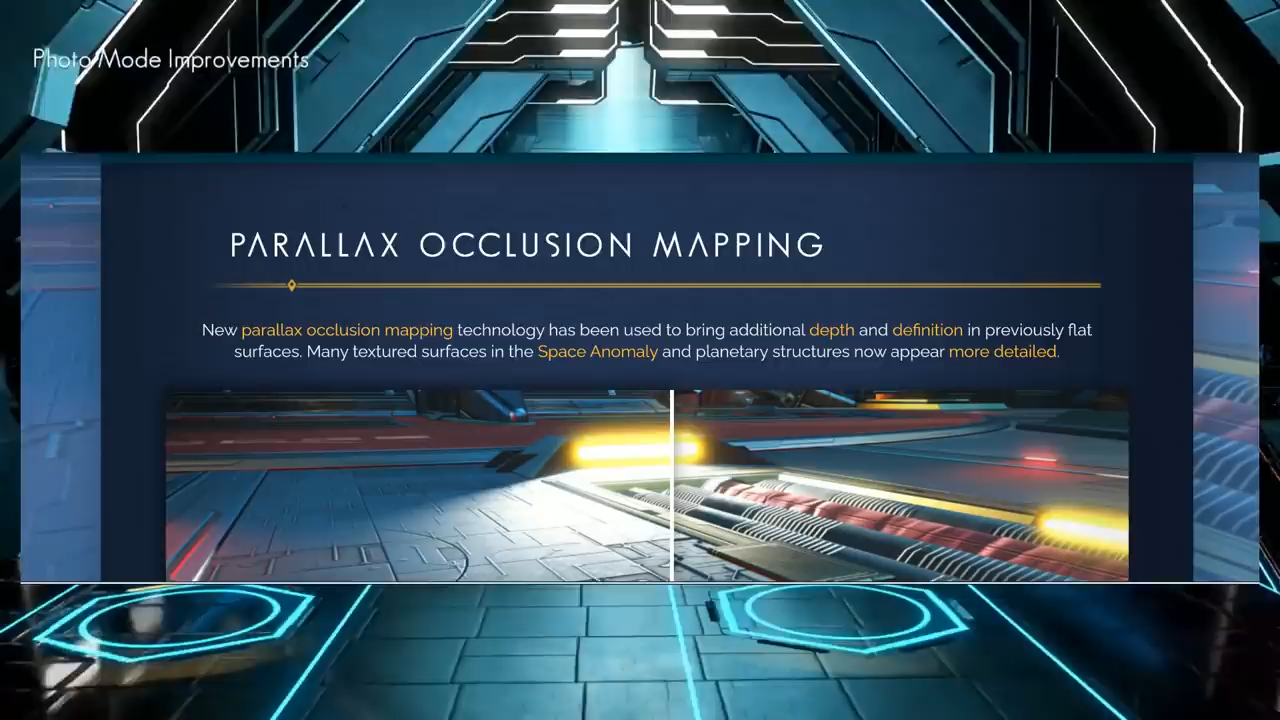 Photo Mode Improvements
PARALLAX OCCLUSION MAPPING
New parallax occlusion mapping technology has been used to bring additional depth and definition in previously flat
surfaces. Many textured surfaces in the Space Anomaly and planetary structures now appear more detailed.